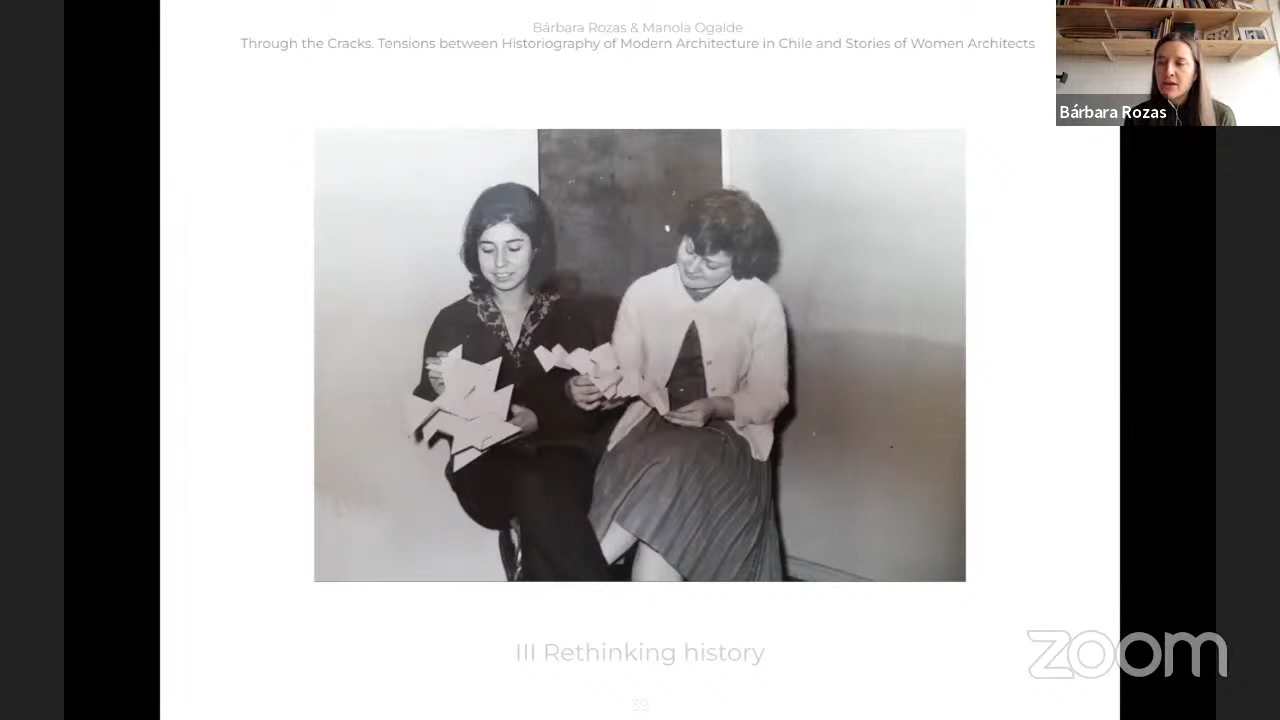 Bárbara Rozas & Manola Ogalde
Through the Cracks. Tensions between Historiography of Modern Architecture in Chile and Stories of Women Architects
Bárbara Rozas
III Rethinking history
39
zoom